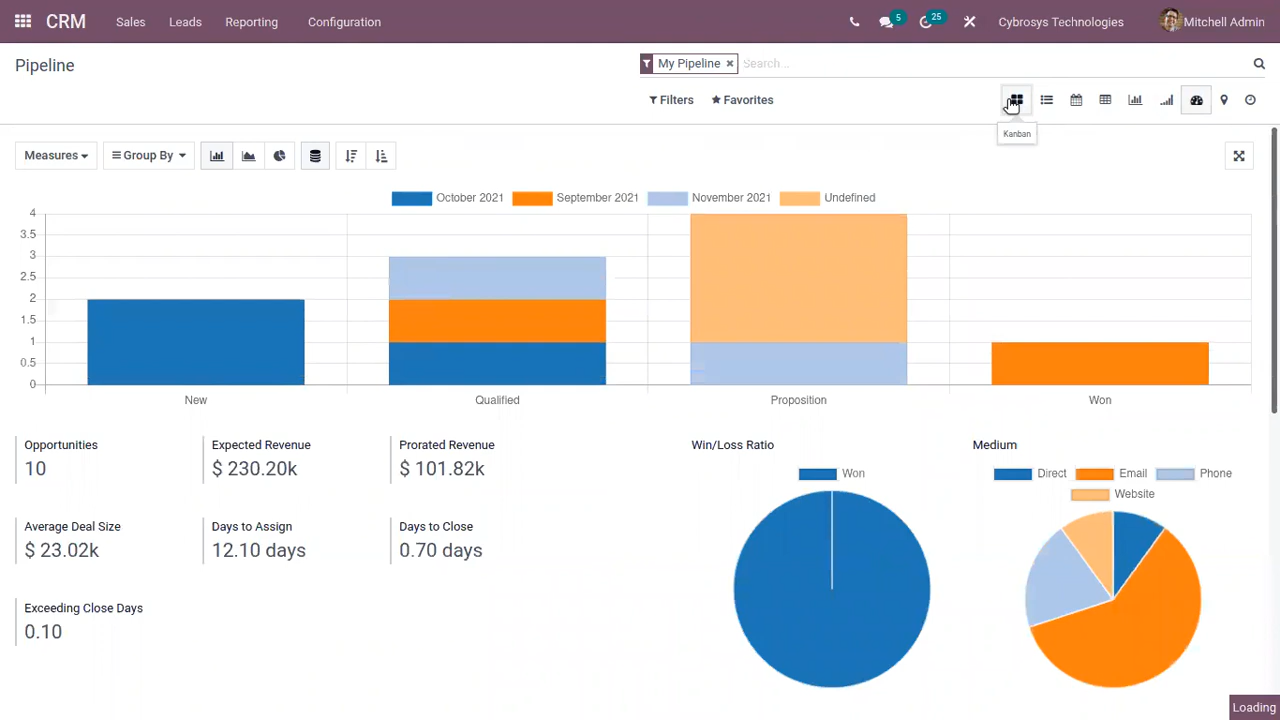 CRM Sales Leads Reporting Configuration 5 25 Cybrosys Technologies Mitchell Admin
Pipeline
My Pipeline × Search...
Filters Favorites
Kanban
Measures Group By
October 2021 September 2021 November 2021 Undefined
4
3.5
3
2.5
2
1.5
1
0.5
0
New Qualified Proposition Won
Opportunities
10
Expected Revenue
$ 230.20k
Prorated Revenue
$ 101.82k
Average Deal Size
$ 23.02k
Days to Assign
12.10 days
Days to Close
0.70 days
Exceeding Close Days
0.10
Win/Loss Ratio
Won
Medium
Direct Email Phone
Website
Loading